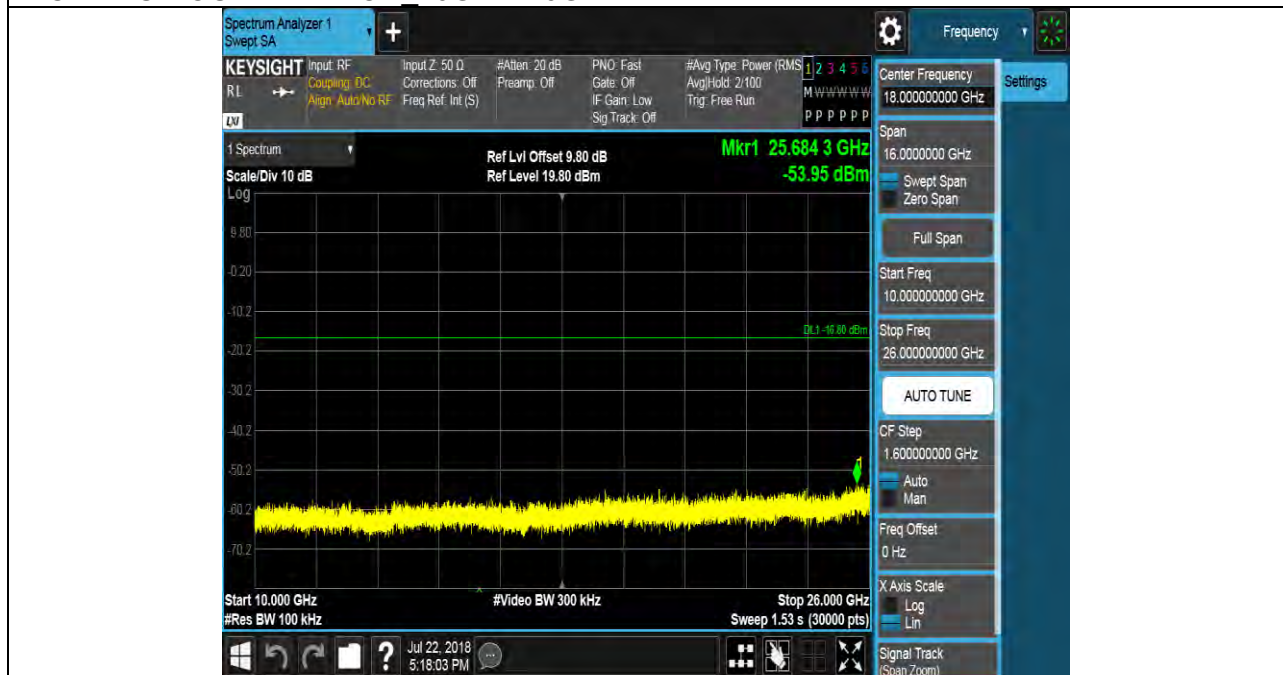 Spectrum Analyzer 1
Swept SA
+
Frequency
KEYSIGHT
RL
LXI
Input: RF
Coupling: DC
Align: Auto/No RF
Input Z: 50 Ω
Corrections: Off
Freq Ref: Int (S)
#Atten: 20 dB
Preamp: Off
PNO: Fast
Gate: Off
IF Gain: Low
Sig Track: Off
#Avg Type: Power (RMS
Avg|Hold: 2/100
Trig: Free Run
1 2 3 4 5 6
M W W W W W
P P P P P P
1 Spectrum
Scale/Div 10 dB
Log
Ref Lvl Offset 9.80 dB
Ref Level 19.80 dBm
Mkr1 25.684 3 GHz
-53.95 dBm
9.80
-0.20
-10.2
DL1 -16.80 dBm
-20.2
-30.2
-40.2
-50.2
1
-60.2
-70.2
Start 10.000 GHz
#Res BW 100 kHz
#Video BW 300 kHz
Stop 26.000 GHz
Sweep 1.53 s (30000 pts)
?
Jul 22, 2018
5:18:03 PM
Center Frequency
18.000000000 GHz
Settings
Span
16.0000000 GHz
Swept Span
Zero Span
Full Span
Start Freq
10.000000000 GHz
Stop Freq
26.000000000 GHz
AUTO TUNE
CF Step
1.600000000 GHz
Auto
Man
Freq Offset
0 Hz
X Axis Scale
Log
Lin
Signal Track
(Span Zoom)